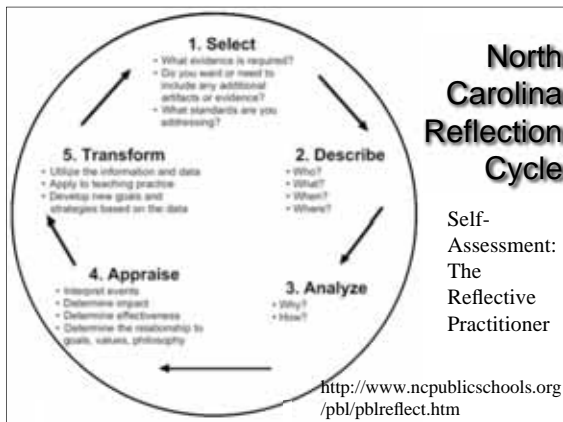 1. Select
• What evidence is required?
• Do you want or need to
include any additional
artifacts or evidence?
• What standards are you
addressing?
2. Describe
• Who?
• What?
• When?
• Where?
3. Analyze
• Why?
• How?
4. Appraise
• Interpret events
• Determine impact
• Determine effectiveness
• Determine the relationship to
goals, values, philosophy
5. Transform
• Utilize the information and data
• Apply to teaching practice
• Develop new goals and
strategies based on the data
North
Carolina
Reflection
Cycle
Self-
Assessment:
The
Reflective
Practitioner
http://www.ncpublicschools.org
/pbl/pblreflect.htm